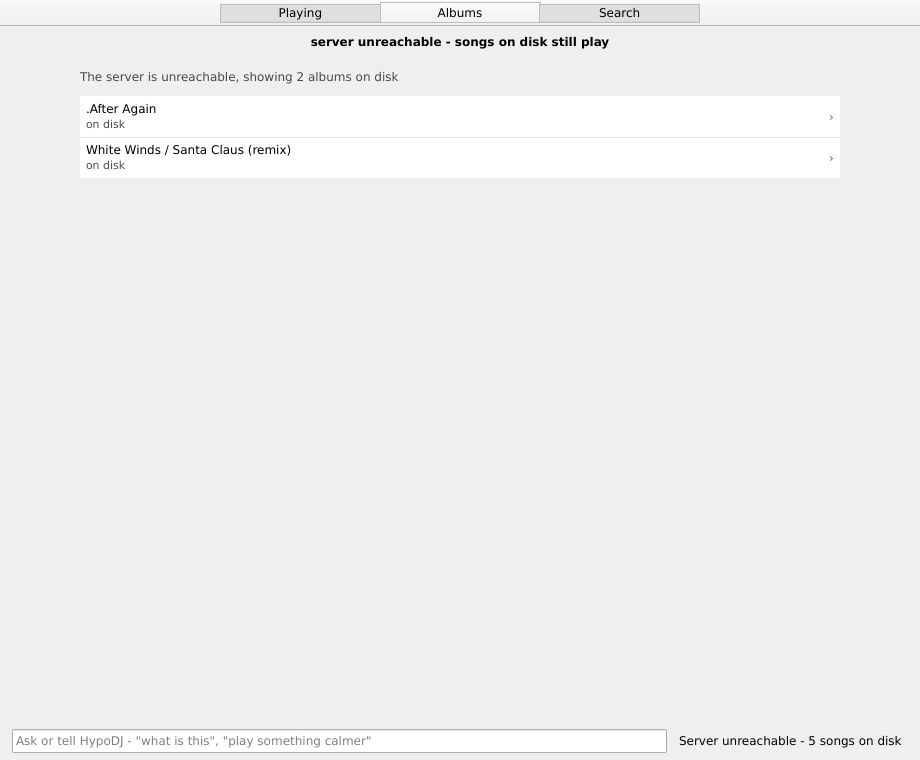 Playing
Albums
Search
server unreachable - songs on disk still play
The server is unreachable, showing 2 albums on disk
.After Again
on disk
White Winds / Santa Claus (remix)
on disk
Ask or tell HypoDJ - "what is this", "play something calmer"
Server unreachable - 5 songs on disk